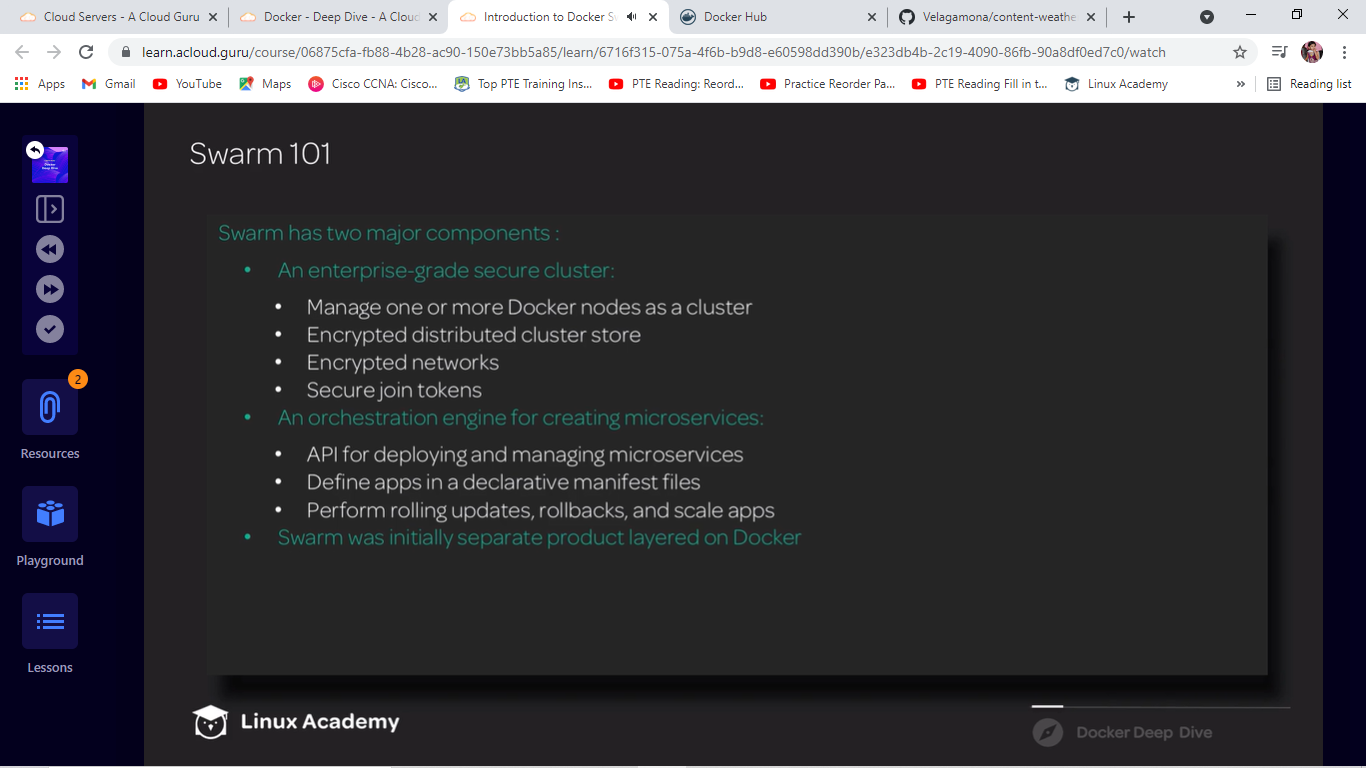 Cloud Servers - A Cloud Guru
Docker - Deep Dive - A Cloud
Introduction to Docker Sw
Docker Hub
Velagamona/content-weathe
learn.acloud.guru/course/06875cfa-fb88-4b28-ac90-150e73bb5a85/learn/6716f315-075a-4f6b-b9d8-e60598dd390b/e323db4b-2c19-4090-86fb-90a8df0ed7c0/watch
Apps
Gmail
YouTube
Maps
Cisco CCNA: Cisco...
Top PTE Training Ins...
PTE Reading: Reord...
Practice Reorder Pa...
PTE Reading Fill in t...
Linux Academy
»
Reading list
Swarm 101
Swarm has two major components :
• An enterprise-grade secure cluster:
• Manage one or more Docker nodes as a cluster
• Encrypted distributed cluster store
• Encrypted networks
• Secure join tokens
• An orchestration engine for creating microservices:
• API for deploying and managing microservices
• Define apps in a declarative manifest files
• Perform rolling updates, rollbacks, and scale apps
• Swarm was initially separate product layered on Docker
2
Resources
Playground
Lessons
Linux Academy
Docker Deep Dive